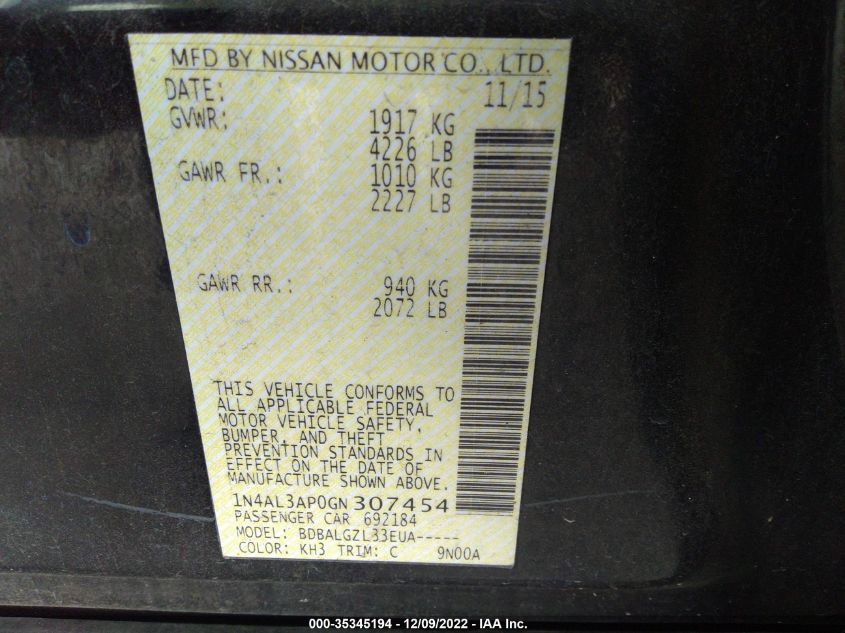 MFD BY NISSAN MOTOR CO., LTD.
DATE: 11/15
GVWR: 1917 KG
4226 LB
GAWR FR.: 1010 KG
2227 LB
GAWR RR.: 940 KG
2072 LB
THIS VEHICLE CONFORMS TO
ALL APPLICABLE FEDERAL
MOTOR VEHICLE SAFETY,
BUMPER, AND THEFT
PREVENTION STANDARDS IN
EFFECT ON THE DATE OF
MANUFACTURE SHOWN ABOVE.
1N4AL3AP0GN307454
PASSENGER CAR 692184
MODEL: BDBALGZL33EUA-----
COLOR: KH3 TRIM: C 9N00A
000-35345194 - 12/09/2022 - IAA Inc.